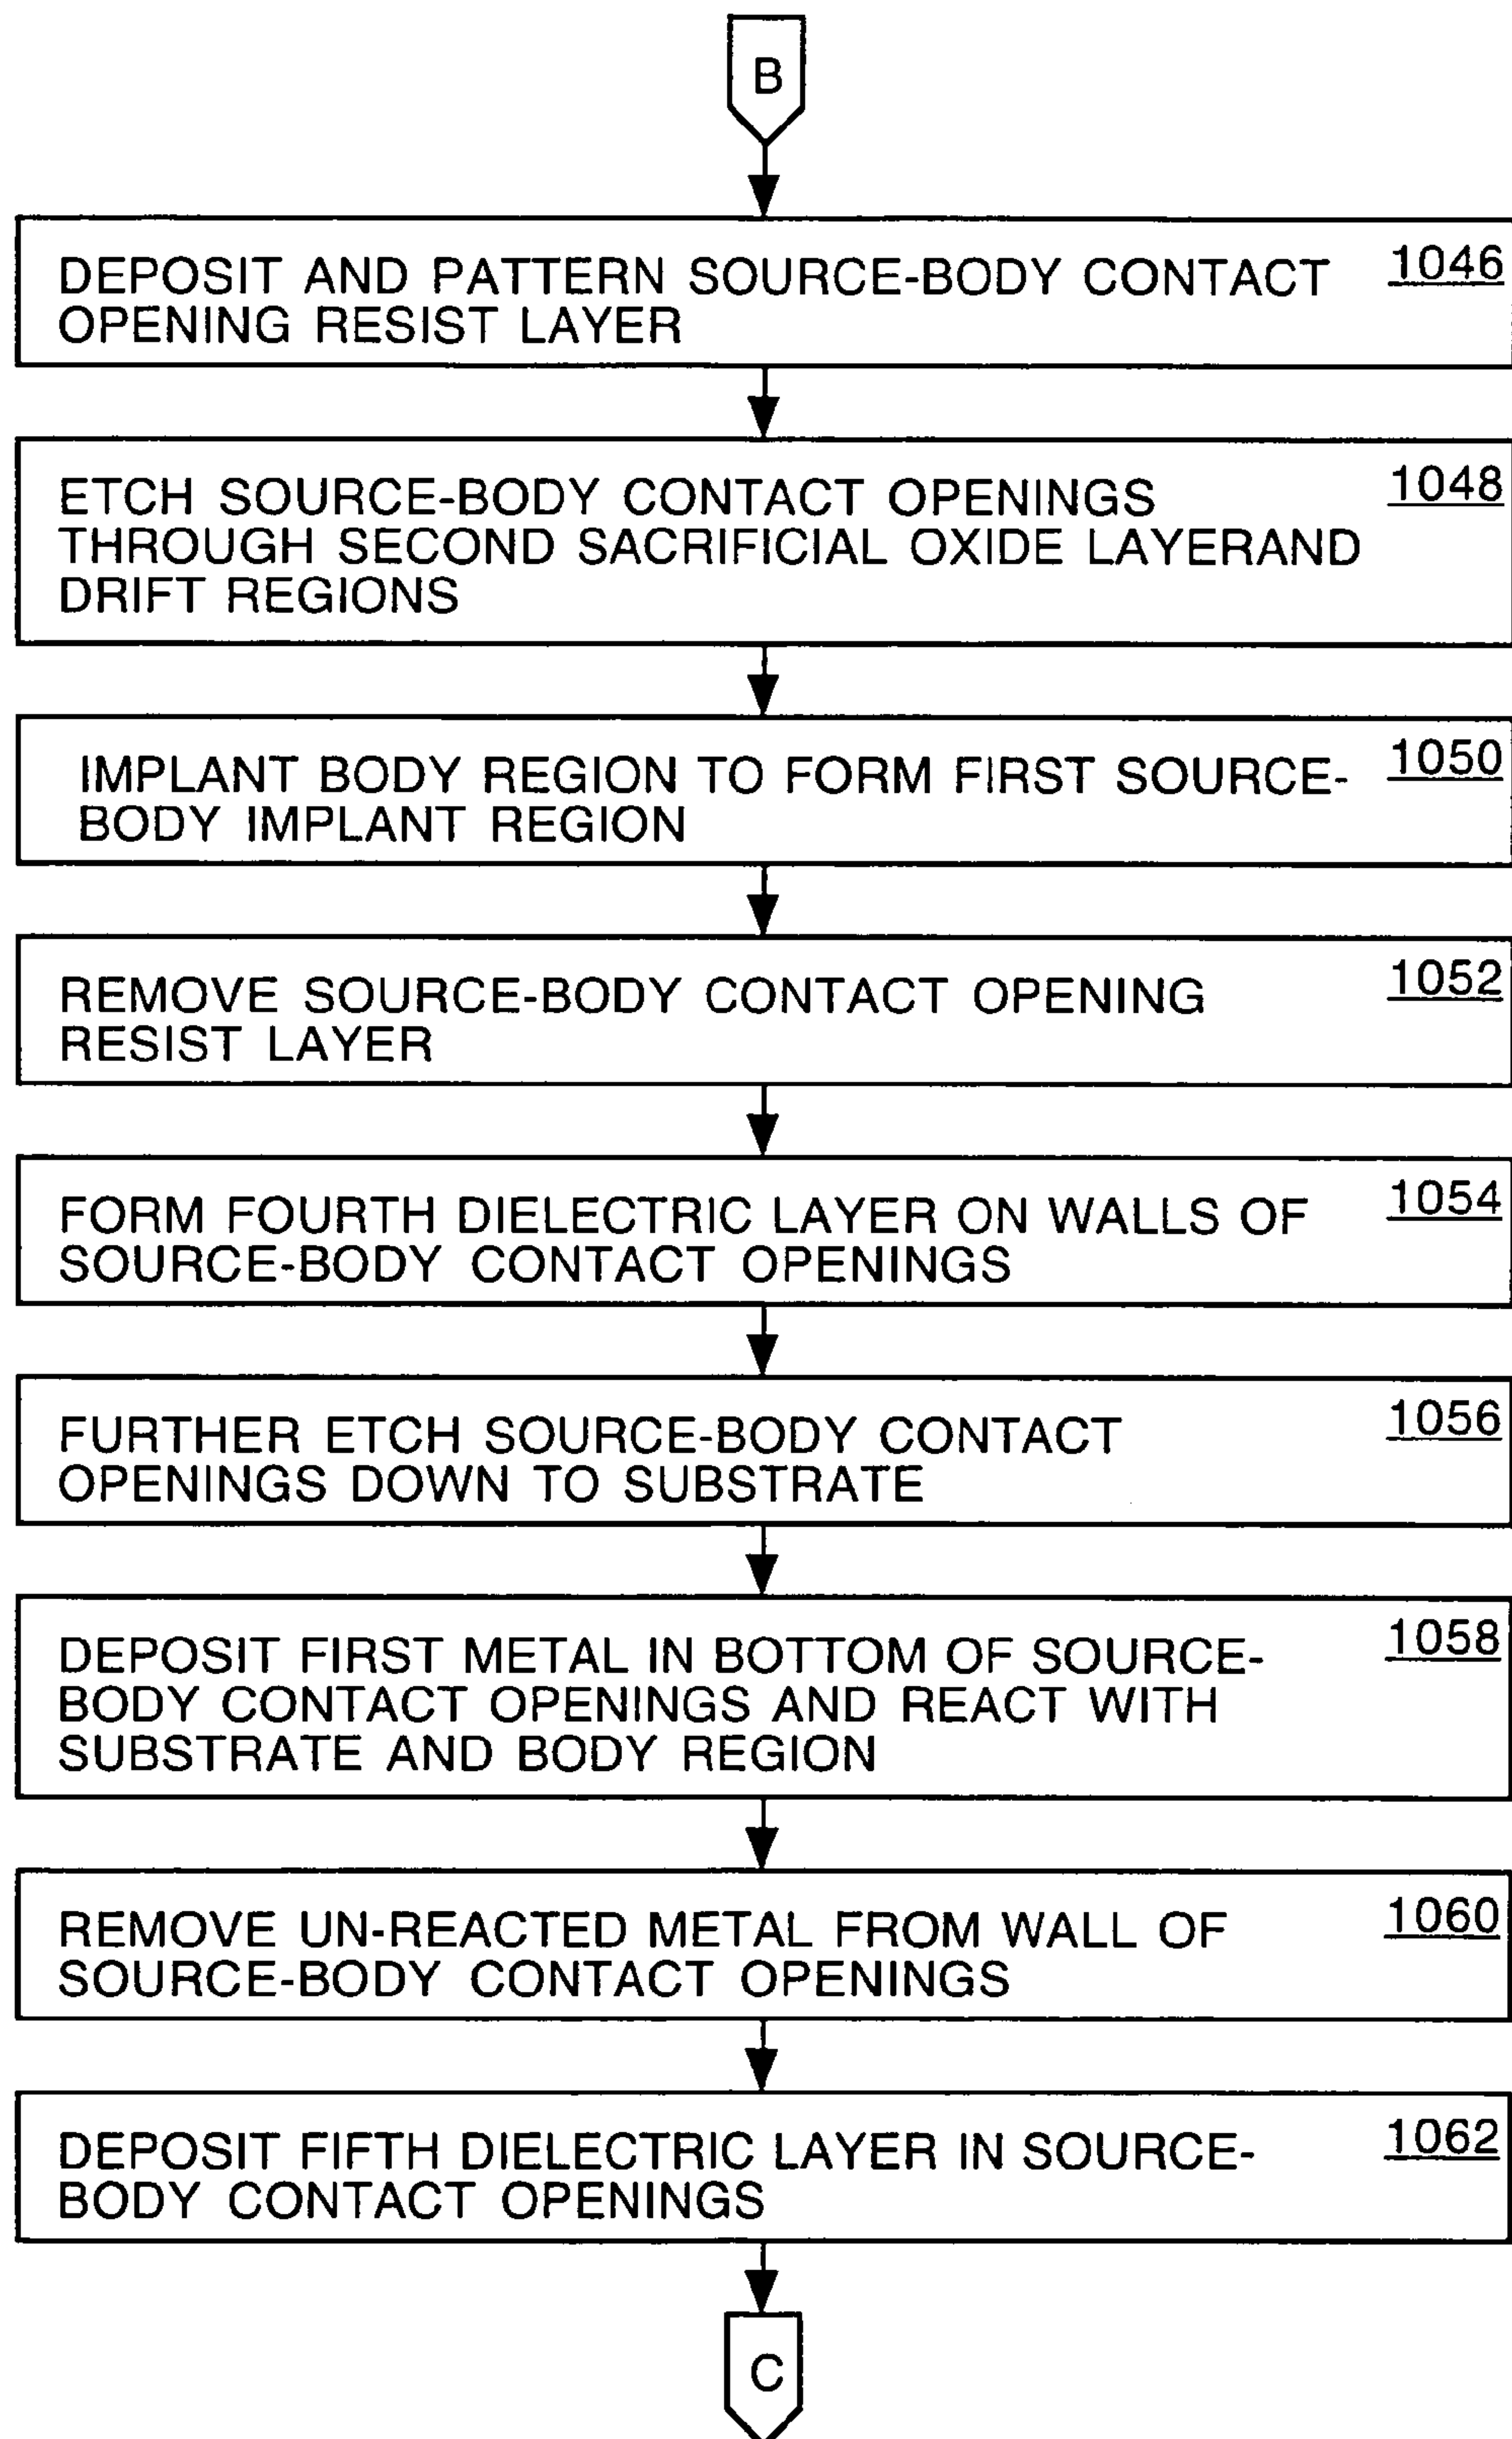 B
DEPOSIT AND PATTERN SOURCE-BODY CONTACT 1046
OPENING RESIST LAYER
ETCH SOURCE-BODY CONTACT OPENINGS 1048
THROUGH SECOND SACRIFICIAL OXIDE LAYERAND
DRIFT REGIONS
IMPLANT BODY REGION TO FORM FIRST SOURCE- 1050
BODY IMPLANT REGION
REMOVE SOURCE-BODY CONTACT OPENING 1052
RESIST LAYER
FORM FOURTH DIELECTRIC LAYER ON WALLS OF 1054
SOURCE-BODY CONTACT OPENINGS
FURTHER ETCH SOURCE-BODY CONTACT 1056
OPENINGS DOWN TO SUBSTRATE
DEPOSIT FIRST METAL IN BOTTOM OF SOURCE- 1058
BODY CONTACT OPENINGS AND REACT WITH
SUBSTRATE AND BODY REGION
REMOVE UN-REACTED METAL FROM WALL OF 1060
SOURCE-BODY CONTACT OPENINGS
DEPOSIT FIFTH DIELECTRIC LAYER IN SOURCE- 1062
BODY CONTACT OPENINGS
C